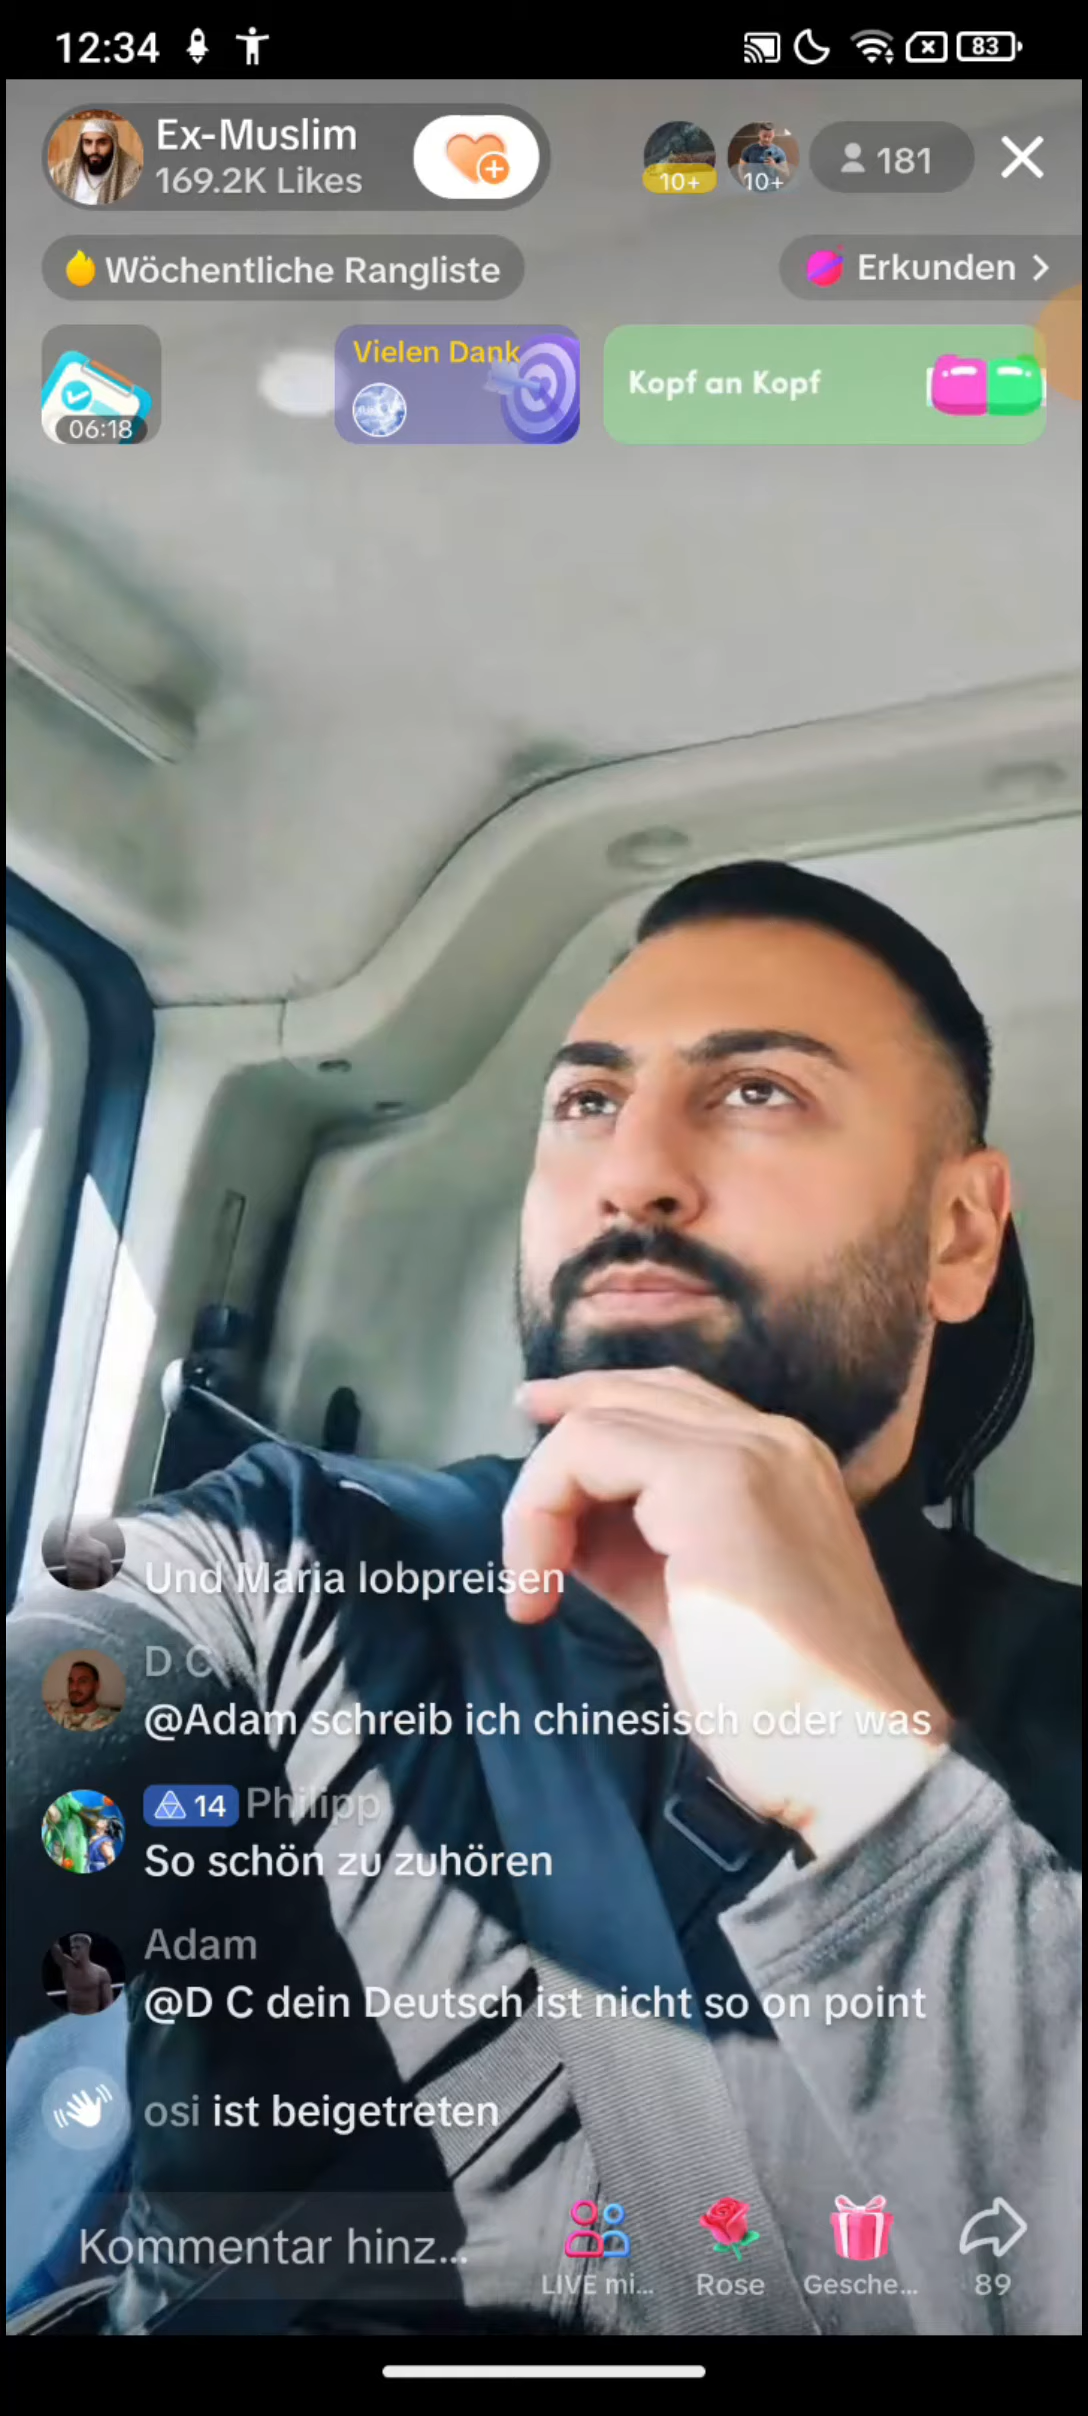 12:34
83
Ex-Muslim
169.2K Likes
10+
10+
181
Wöchentliche Rangliste
Erkunden >
06:18
Vielen Dank
Kopf an Kopf
Und Maria lobpreisen
D C
@Adam schreib ich chinesisch oder was
14 Philipp
So schön zu zuhören
Adam
@D C dein Deutsch ist nicht so on point
osi ist beigetreten
Kommentar hinz...
LIVE mi...
Rose
Gesche...
89